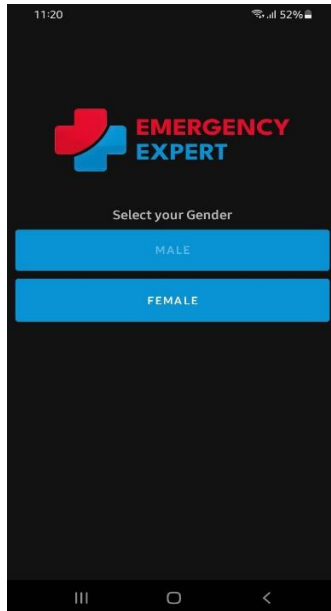 11:20 52%
EMERGENCY
EXPERT
Select your Gender
MALE
FEMALE